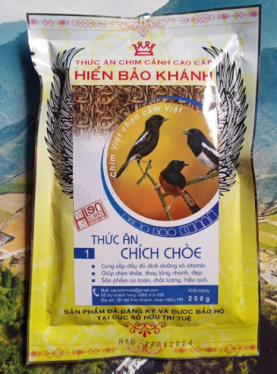 THỨC ĂN CHIM CẢNH CAO CẤP
HIỂN BẢO KHÁNH
Chim Việt chọn cám Việt
THỨC ĂN
1 CHÍCH CHÒE
- Cung cấp đầy đủ dinh dưỡng và vitamin.
- Giúp chim khỏe, thay lông nhanh, đẹp.
- Sản phẩm an toàn, chất lượng, hiệu quả.
Khối lượng
200g
SẢN PHẨM ĐÃ ĐĂNG KÝ VÀ ĐƯỢC BẢO HỘ
TẠI CỤC SỞ HỮU TRÍ TUỆ